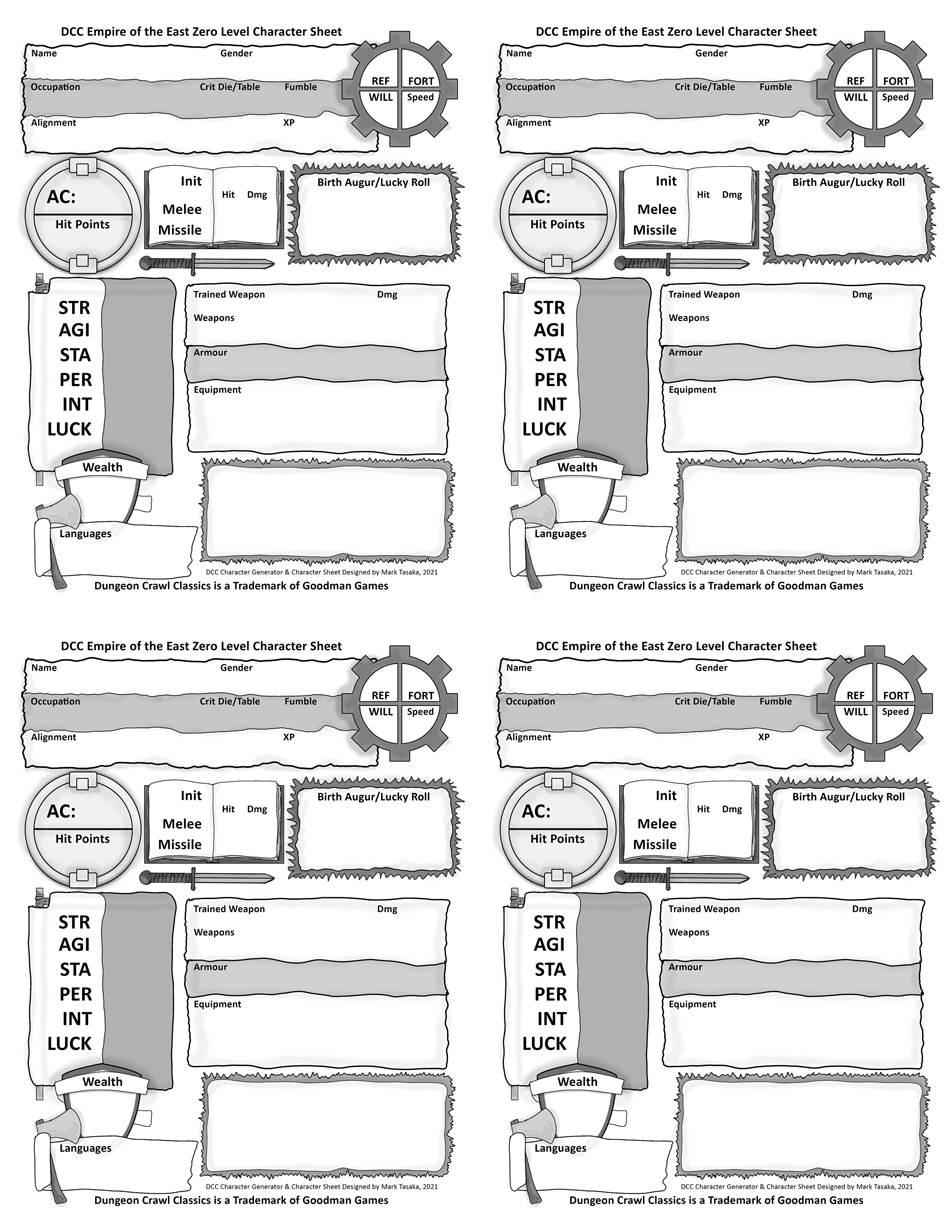 DCC Empire of the East Zero Level Character Sheet
Name Gender
REF FORT
Occupation Crit Die/Table Fumble
WILL Speed
Alignment XP
Init
Birth Augur/Lucky Roll
AC:
Hit Dmg
Melee
Hit Points
Missile
Trained Weapon Dmg
STR
Weapons
AGI
STA
Armour
PER
Equipment
INT
LUCK
Wealth
Languages
DCC Character Generator & Character Sheet Designed by Mark Tasaka, 2021
Dungeon Crawl Classics is a Trademark of Goodman Games
DCC Empire of the East Zero Level Character Sheet
Name Gender
REF FORT
Occupation Crit Die/Table Fumble
WILL Speed
Alignment XP
Init
Birth Augur/Lucky Roll
AC:
Hit Dmg
Melee
Hit Points
Missile
Trained Weapon Dmg
STR
Weapons
AGI
STA
Armour
PER
Equipment
INT
LUCK
Wealth
Languages
DCC Character Generator & Character Sheet Designed by Mark Tasaka, 2021
Dungeon Crawl Classics is a Trademark of Goodman Games
DCC Empire of the East Zero Level Character Sheet
Name Gender
REF FORT
Occupation Crit Die/Table Fumble
WILL Speed
Alignment XP
Init
Birth Augur/Lucky Roll
AC:
Hit Dmg
Melee
Hit Points
Missile
Trained Weapon Dmg
STR
Weapons
AGI
STA
Armour
PER
Equipment
INT
LUCK
Wealth
Languages
DCC Character Generator & Character Sheet Designed by Mark Tasaka, 2021
Dungeon Crawl Classics is a Trademark of Goodman Games
DCC Empire of the East Zero Level Character Sheet
Name Gender
REF FORT
Occupation Crit Die/Table Fumble
WILL Speed
Alignment XP
Init
Birth Augur/Lucky Roll
AC:
Hit Dmg
Melee
Hit Points
Missile
Trained Weapon Dmg
STR
Weapons
AGI
STA
Armour
PER
Equipment
INT
LUCK
Wealth
Languages
DCC Character Generator & Character Sheet Designed by Mark Tasaka, 2021
Dungeon Crawl Classics is a Trademark of Goodman Games